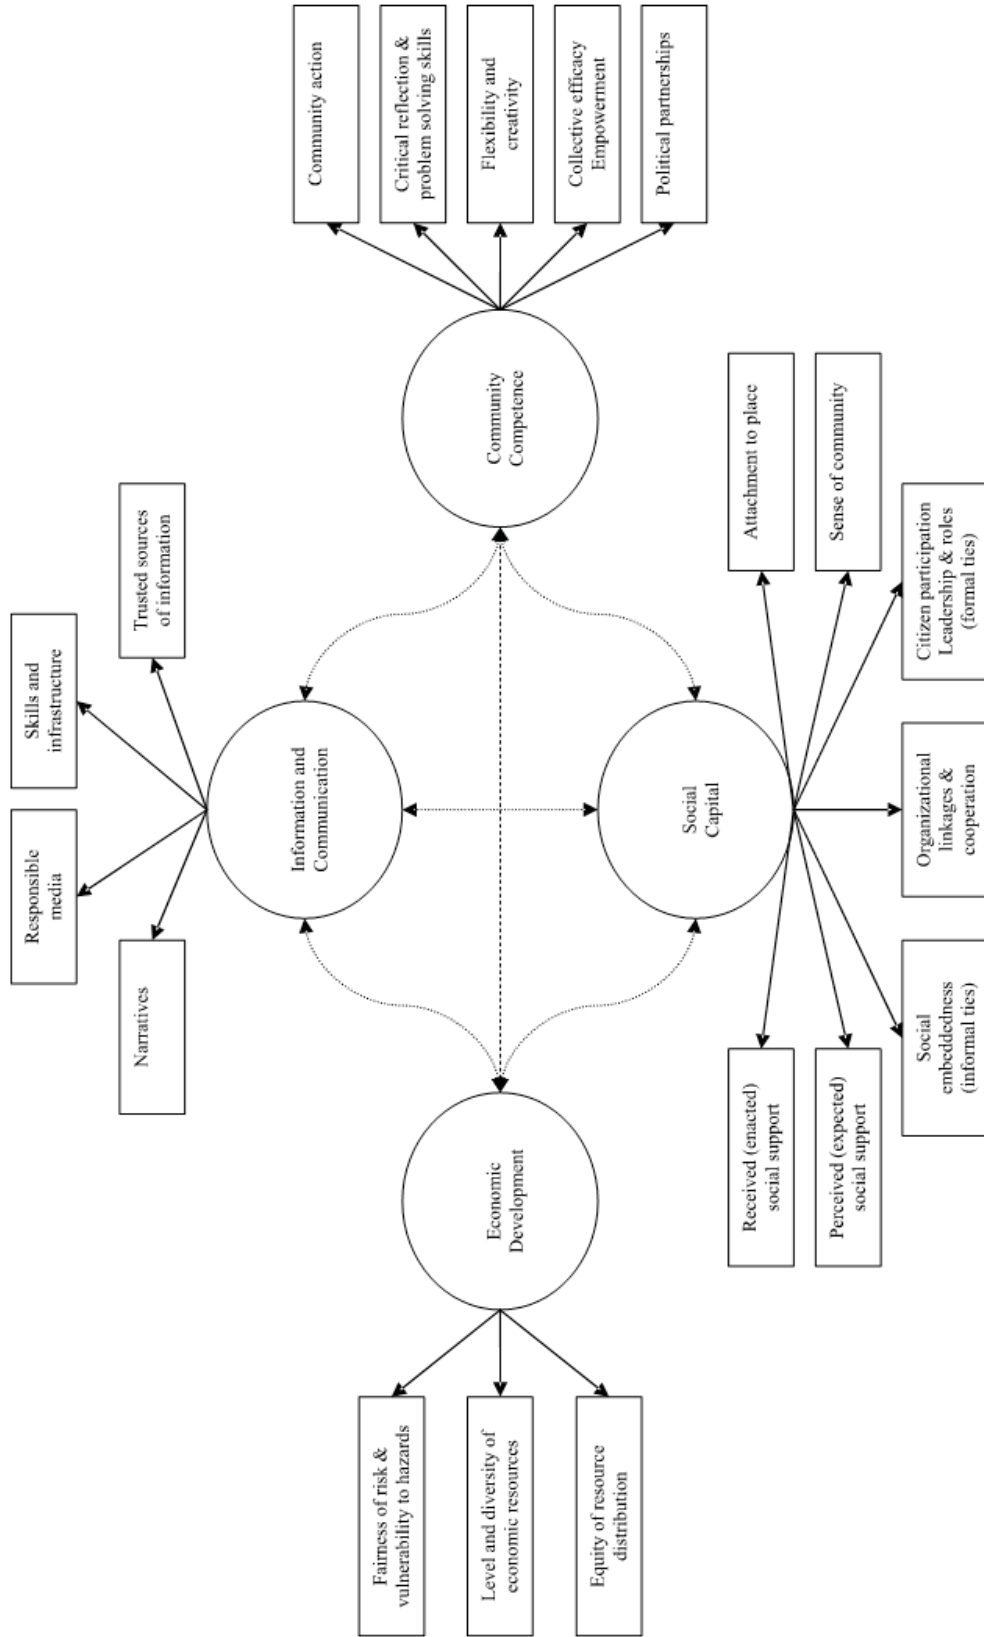 Fairness of risk &
vulnerability to hazards
Level and diversity of
economic resources
Equity of resource
distribution
Economic
Development
Narratives
Responsible
media
Skills and
infrastructure
Trusted sources
of information
Information and
Communication
Social
Capital
Received (enacted)
social support
Perceived (expected)
social support
Social
embeddedness
(informal ties)
Organizational
linkages &
cooperation
Citizen participation
Leadership & roles
(formal ties)
Sense of community
Attachment to place
Community
Competence
Community action
Critical reflection &
problem solving skills
Flexibility and
creativity
Collective efficacy
Empowerment
Political partnerships